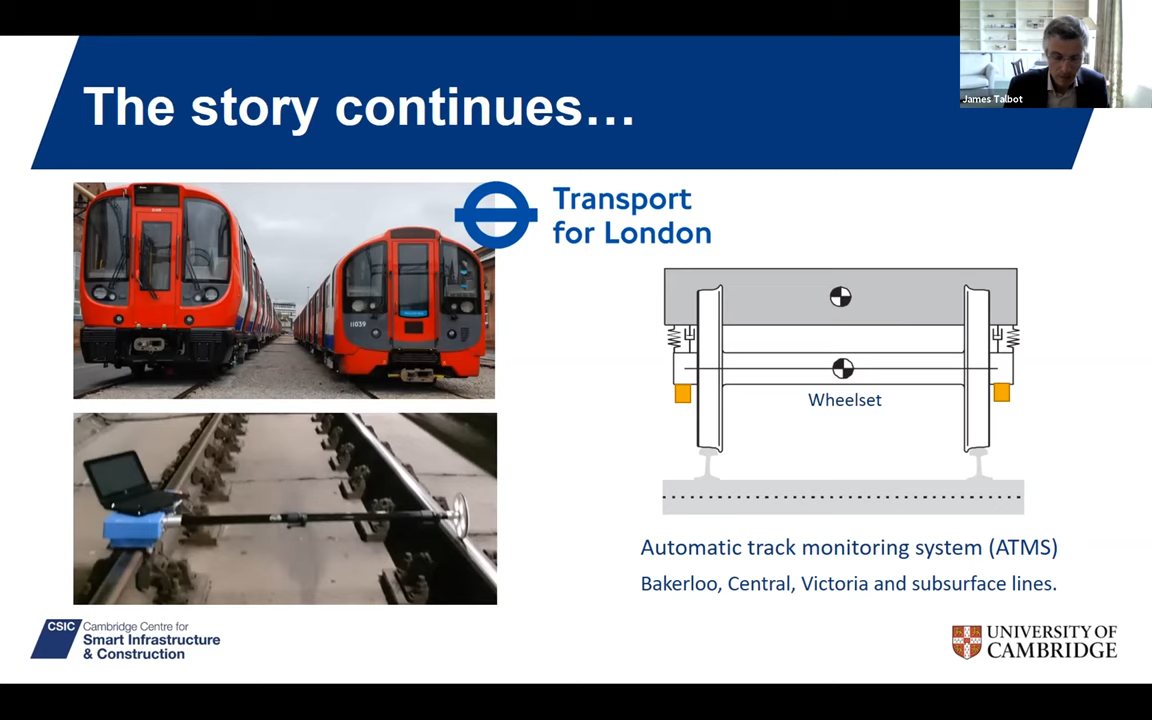 The story continues...
James Talbot
Transport
for London
11039
Wheelset
Automatic track monitoring system (ATMS)
Bakerloo, Central, Victoria and subsurface lines.
CSIC
Cambridge Centre for
Smart Infrastructure
& Construction
UNIVERSITY OF
CAMBRIDGE